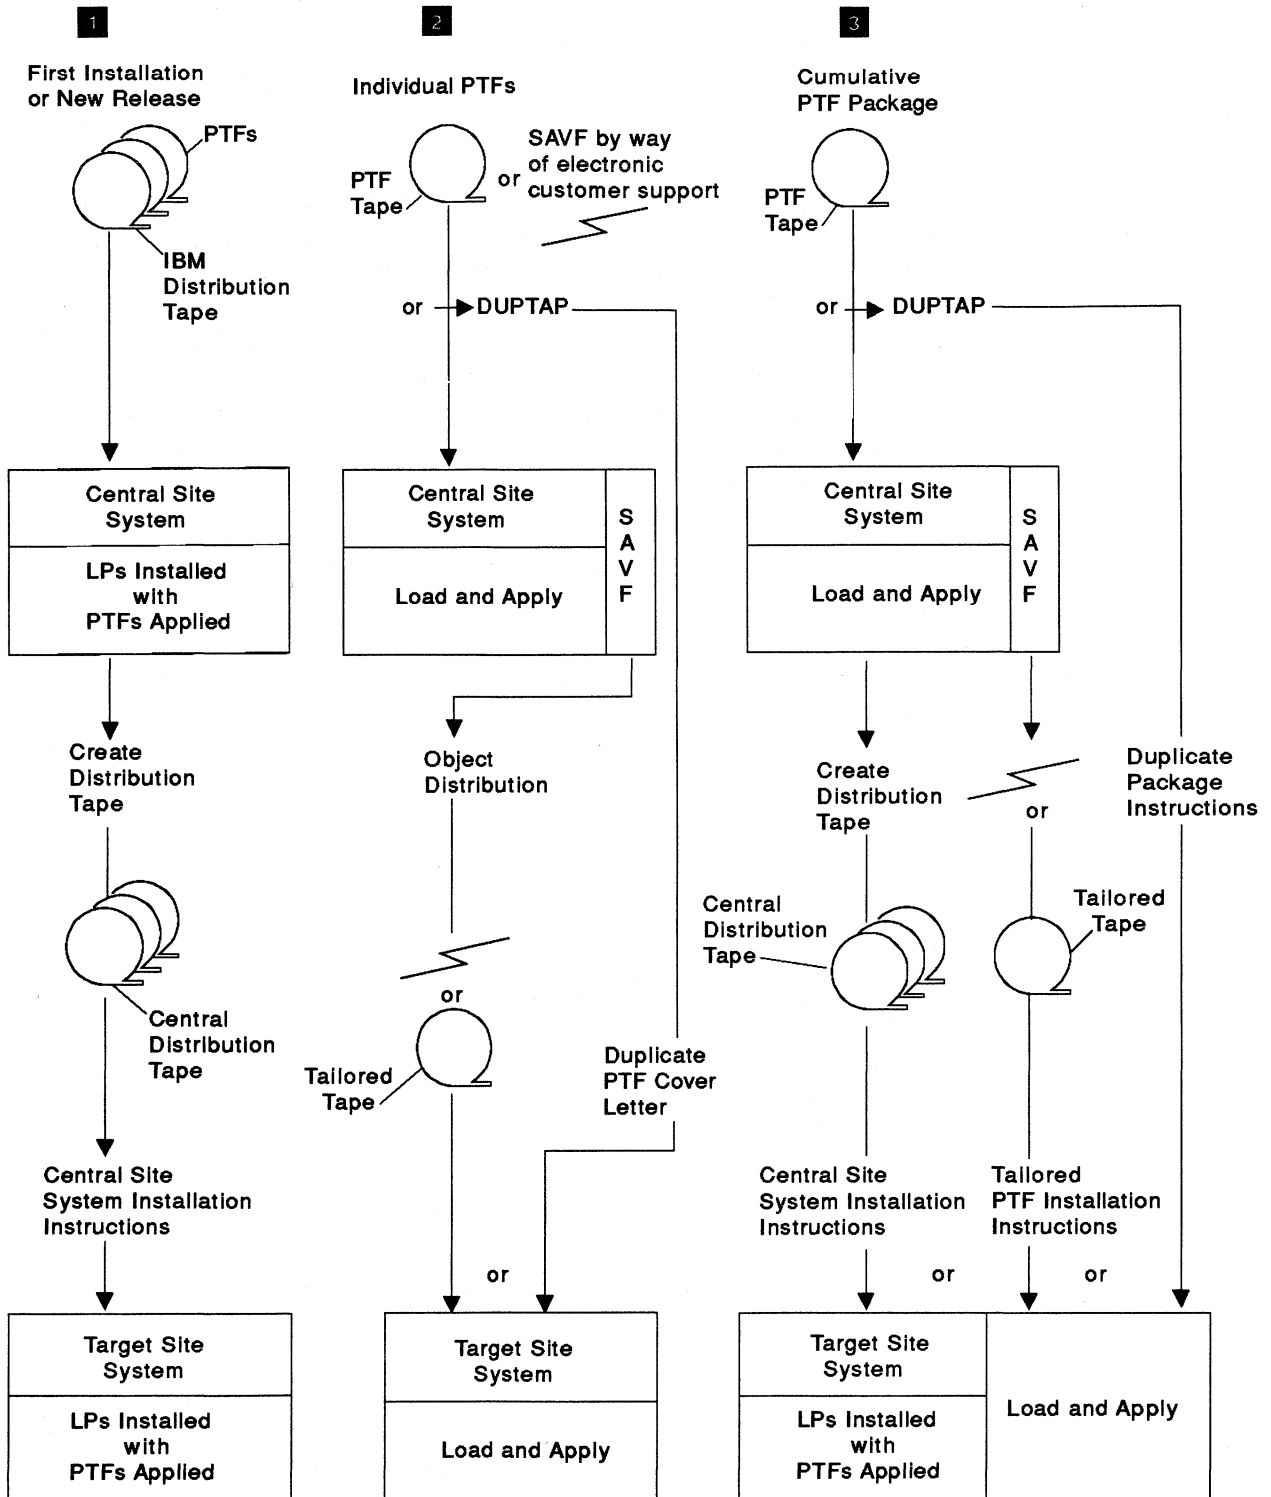 1
First Installation
or New Release
PTFs
IBM
Distribution
Tape
Central Site
System
LPs Installed
with
PTFs Applied
Create
Distribution
Tape
Central
Distribution
Tape
Central Site
System Installation
Instructions
Target Site
System
LPs Installed
with
PTFs Applied
2
Individual PTFs
PTF
Tape
or
SAVF by way
of electronic
customer support
or
DUPTAP
Central Site
System
Load and Apply
S
A
V
F
Object
Distribution
or
Tailored
Tape
Duplicate
PTF Cover
Letter
or
Target Site
System
Load and Apply
3
Cumulative
PTF Package
PTF
Tape
or
DUPTAP
Central Site
System
Load and Apply
S
A
V
F
Create
Distribution
Tape
or
Duplicate
Package
Instructions
Central
Distribution
Tape
Tailored
Tape
Central Site
System Installation
Instructions
Tailored
PTF Installation
Instructions
or
or
Target Site
System
LPs Installed
with
PTFs Applied
Load and Apply